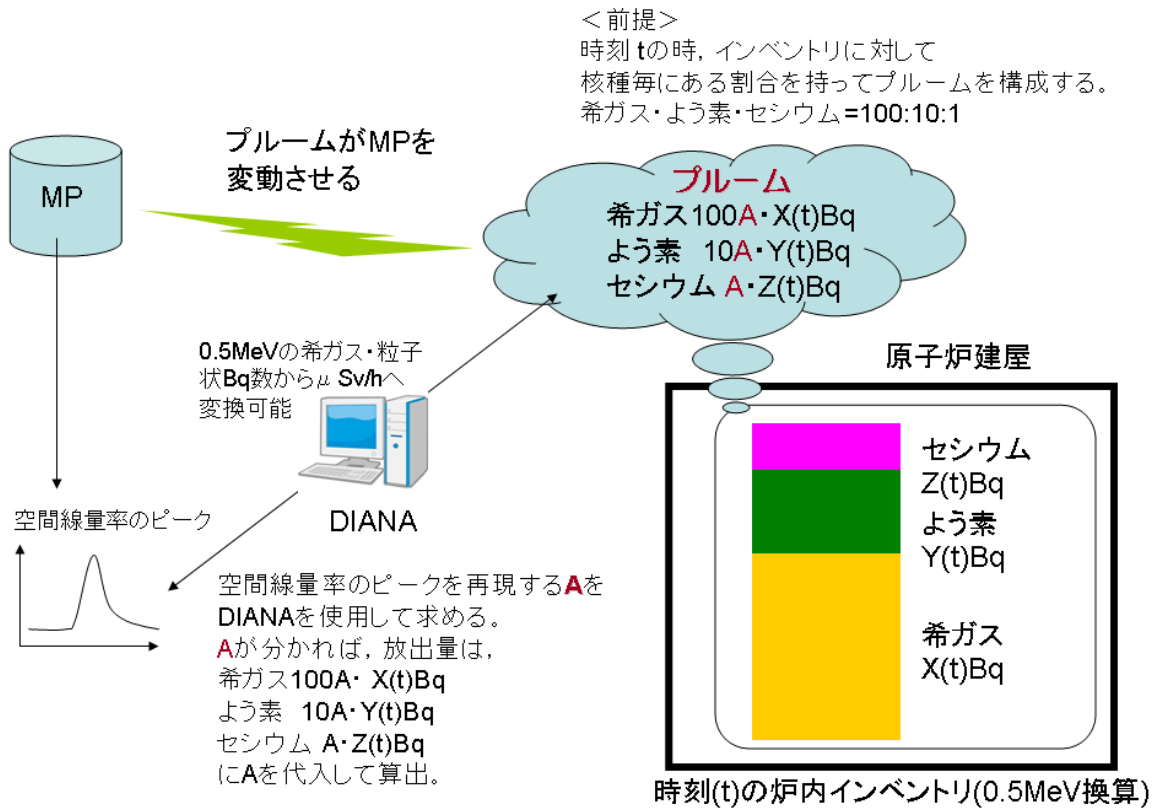 ＜前提＞
時刻 tの時，インベントリに対して
核種毎にある割合を持ってプルームを構成する。
希ガス・よう素・セシウム=100:10:1
プルームがMPを
変動させる
MP
プルーム
希ガス100A・X(t)Bq
よう素 10A・Y(t)Bq
セシウム A・Z(t)Bq
0.5MeVの希ガス・粒子
状Bq数からμSv/hへ
変換可能
DIANA
原子炉建屋
セシウム
Z(t)Bq
よう素
Y(t)Bq
希ガス
X(t)Bq
時刻(t)の炉内インベントリ(0.5MeV換算)
空間線量率のピーク
空間線量率のピークを再現するAを
DIANAを使用して求める。
Aが分かれば，放出量は，
希ガス100A・ X(t)Bq
よう素 10A・Y(t)Bq
セシウム A・Z(t)Bq
にAを代入して算出。